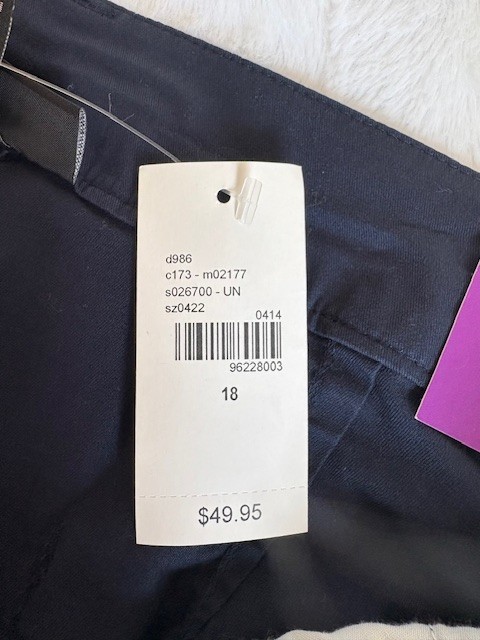 d986
c173 - m02177
s026700 - UN
sz0422
0414
96228003
18
$49.95